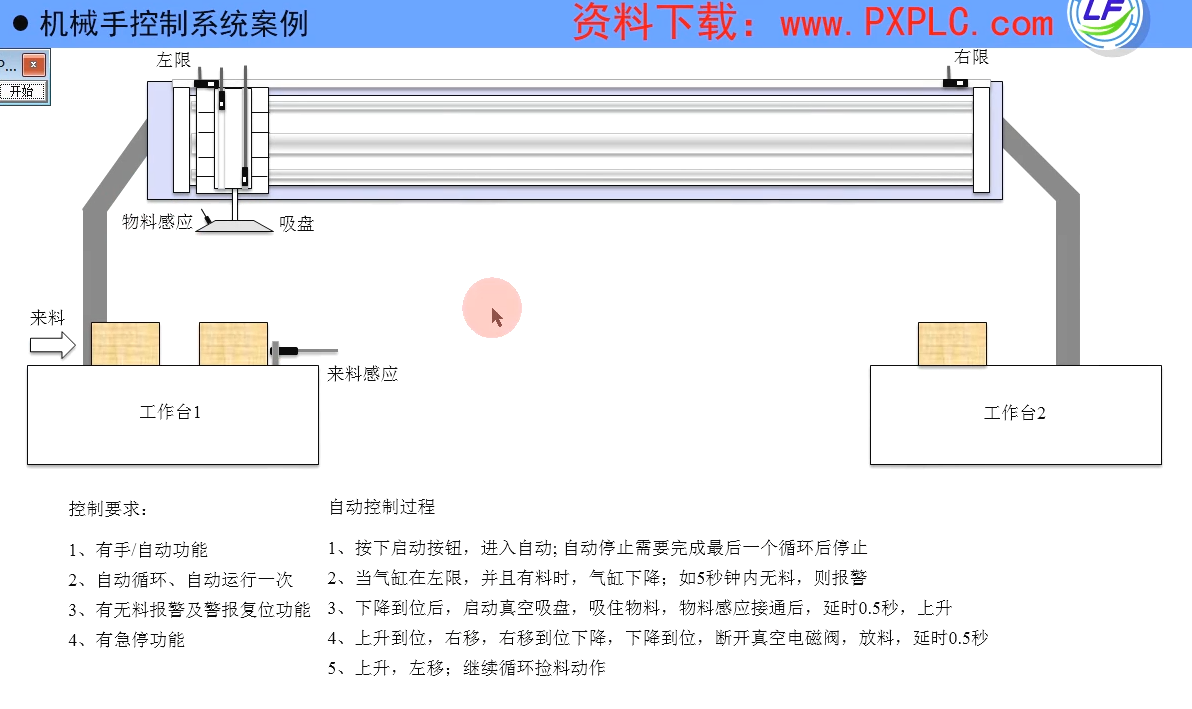 ● 机械手控制系统案例
资料下载：www.PXPLC.com
LF
P...
x
开始
左限
右限
物料感应
吸盘
来料
来料感应
工作台1
工作台2
控制要求：
1、有手/自动功能
2、自动循环、自动运行一次
3、有无料报警及警报复位功能
4、有急停功能
自动控制过程
1、按下启动按钮，进入自动; 自动停止需要完成最后一个循环后停止
2、当气缸在左限，并且有料时，气缸下降；如5秒钟内无料，则报警
3、下降到位后，启动真空吸盘，吸住物料，物料感应接通后，延时0.5秒，上升
4、上升到位，右移，右移到位下降，下降到位，断开真空电磁阀，放料，延时0.5秒
5、上升，左移；继续循环捡料动作